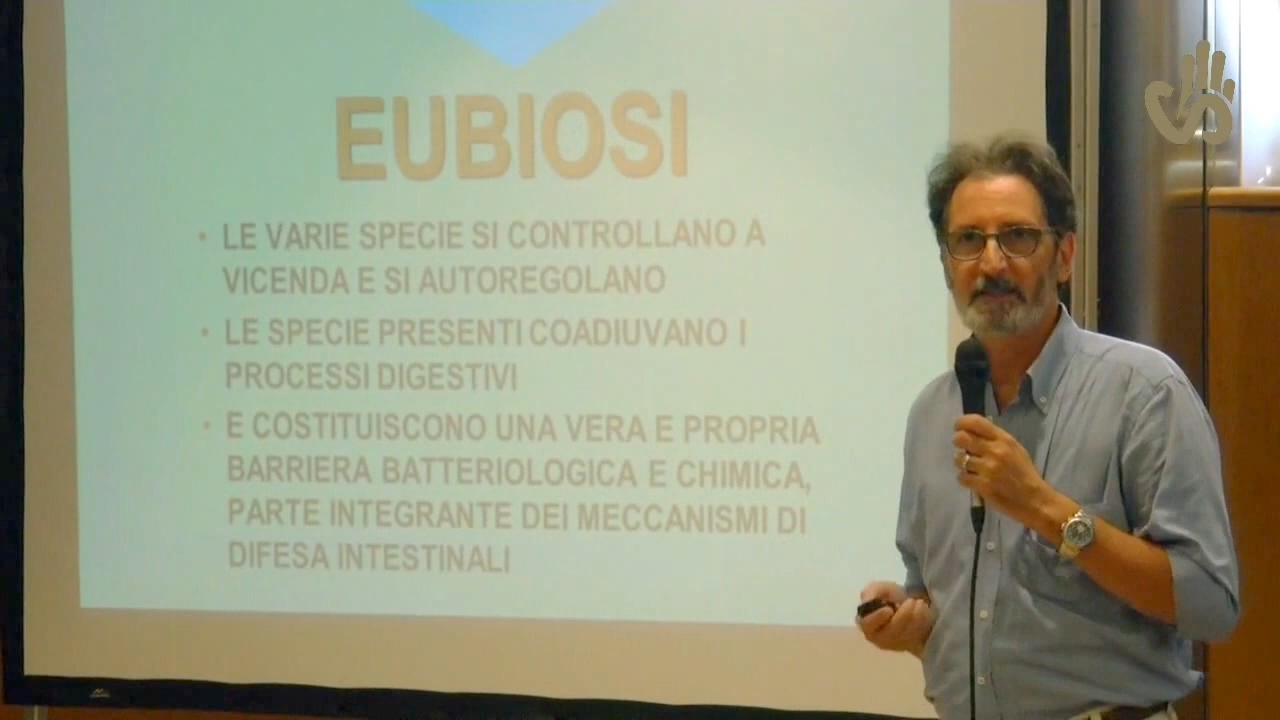 EUBIOSI
• LE VARIE SPECIE SI CONTROLLANO A
VICENDA E SI AUTOREGOLANO
• LE SPECIE PRESENTI COADIUVANO I
PROCESSI DIGESTIVI
• E COSTITUISCONO UNA VERA E PROPRIA
BARRIERA BATTERIOLOGICA E CHIMICA,
PARTE INTEGRANTE DEI MECCANISMI DI
DIFESA INTESTINALI